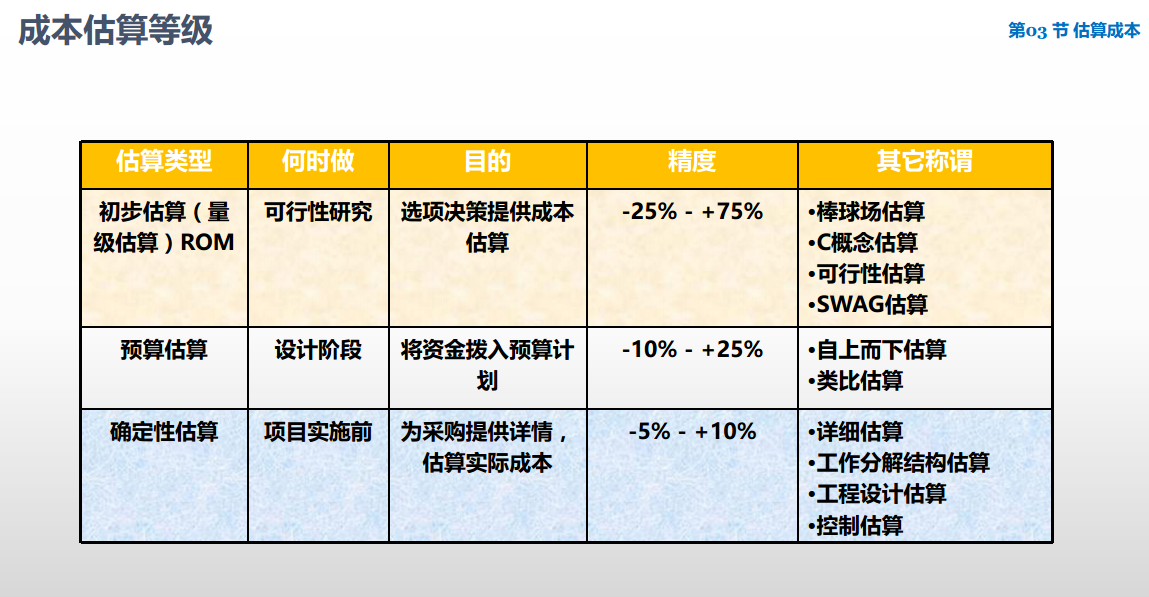 成本估算等级
第03 节 估算成本
估算类型 何时做 目的 精度 其它称谓
初步估算（量级估算）ROM
可行性研究
选项决策提供成本估算
-25% - +75%
•棒球场估算
•C概念估算
•可行性估算
•SWAG估算
预算估算
设计阶段
将资金拨入预算计划
-10% - +25%
•自上而下估算
•类比估算
确定性估算
项目实施前
为采购提供详情，估算实际成本
-5% - +10%
•详细估算
•工作分解结构估算
•工程设计估算
•控制估算